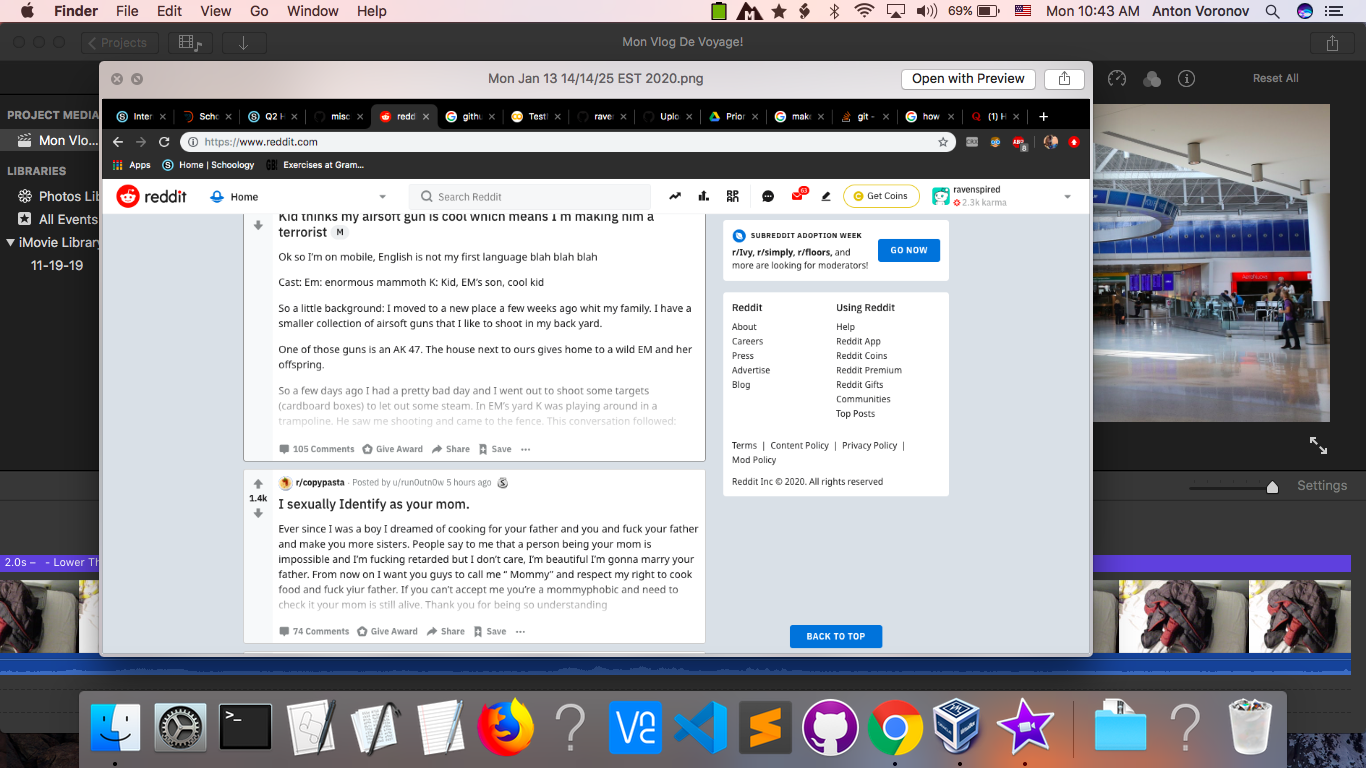 Finder File Edit View Go Window Help 69% Mon 10:43 AM Anton Voronov
Projects Mon Vlog De Voyage!
Mon Jan 13 14/14/25 EST 2020.png Open with Preview
Reset All
PROJECT MEDIA
Mon Vlo...
LIBRARIES
Photos Lib
All Events
iMovie Library
11-19-19
Inter Scho Q2 H misc redd githu Testi rave Uplo Prior make git - how (1) H
https://www.reddit.com
ABP 8
Apps Home | Schoology GB! Exercises at Gram...
reddit Home Search Reddit 63 Get Coins ravenspired
2.3k karma
Kid thinks my airsoft gun is cool which means I'm making him a
terrorist M
Ok so I'm on mobile, English is not my first language blah blah blah
Cast: Em: enormous mammoth K: Kid, EM's son, cool kid
So a little background: I moved to a new place a few weeks ago whit my family. I have a
smaller collection of airsoft guns that I like to shoot in my back yard.
One of those guns is an AK 47. The house next to ours gives home to a wild EM and her
offspring.
So a few days ago I had a pretty bad day and I went out to shoot some targets
(cardboard boxes) to let out some steam. In EM's yard K was playing around in a
trampoline. He saw me shooting and came to the fence. This conversation followed:
105 Comments Give Award Share Save ...
r/copypasta · Posted by u/run0utn0w 5 hours ago
1.4k
I sexually Identify as your mom.
Ever since I was a boy I dreamed of cooking for your father and you and fuck your father
and make you more sisters. People say to me that a person being your mom is
impossible and I'm fucking retarded but I don't care, I'm beautiful I'm gonna marry your
father. From now on I want you guys to call me " Mommy" and respect my right to cook
food and fuck yiur father. If you can't accept me you're a mommyphobic and need to
check it your mom is still alive. Thank you for being so understanding
74 Comments Give Award Share Save ...
SUBREDDIT ADOPTION WEEK
r/Ivy, r/simply, r/floors, and
more are looking for moderators!
GO NOW
Reddit Using Reddit
About Help
Careers Reddit App
Press Reddit Coins
Advertise Reddit Premium
Blog Reddit Gifts
Communities
Top Posts
Terms | Content Policy | Privacy Policy |
Mod Policy
Reddit Inc © 2020. All rights reserved
BACK TO TOP
Settings
2.0s – - Lower Th